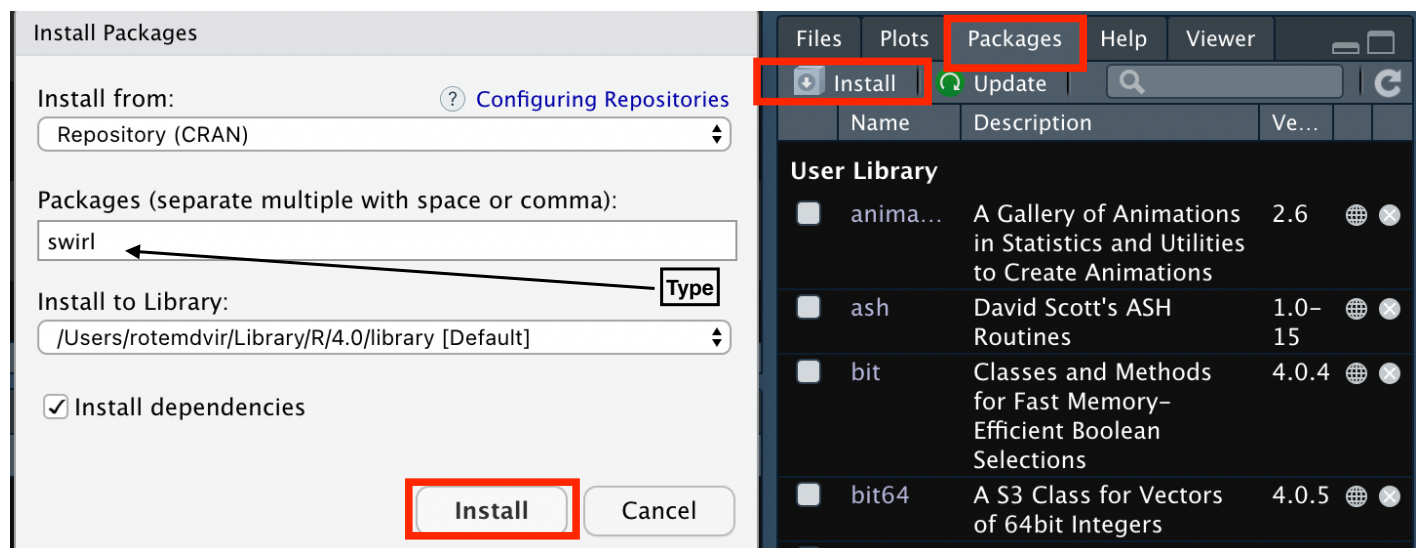 Install Packages
Install from:
? Configuring Repositories
Repository (CRAN)
Packages (separate multiple with space or comma):
swirl
Type
Install to Library:
/Users/rotemdvir/Library/R/4.0/library [Default]
Install dependencies
Install
Cancel
Files Plots Packages Help Viewer
Install Update
Name Description Ve...
User Library
anima... A Gallery of Animations 2.6
in Statistics and Utilities
to Create Animations
ash David Scott's ASH 1.0-
Routines 15
bit Classes and Methods 4.0.4
for Fast Memory-
Efficient Boolean
Selections
bit64 A S3 Class for Vectors 4.0.5
of 64bit Integers